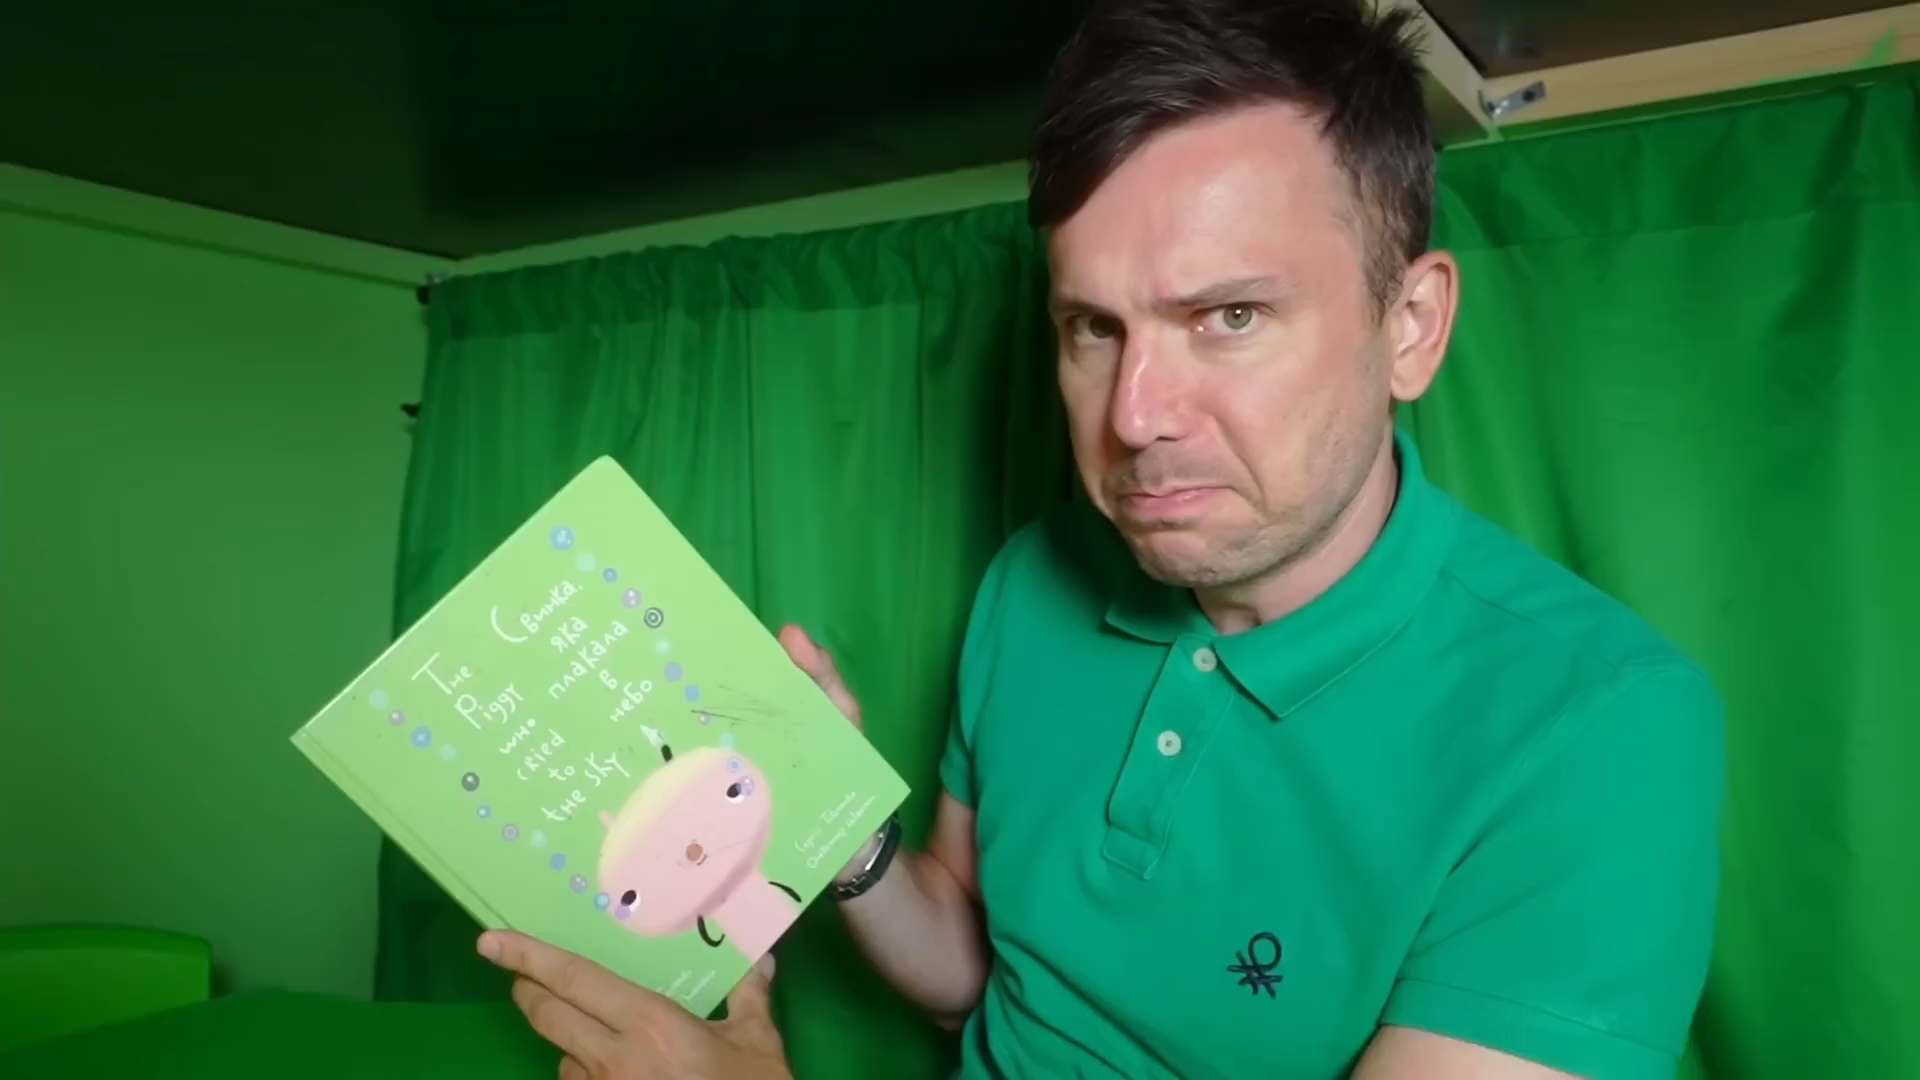 Свинка,
яка
плакала
в
небо
The
Piggy
who
cried
to
the sky